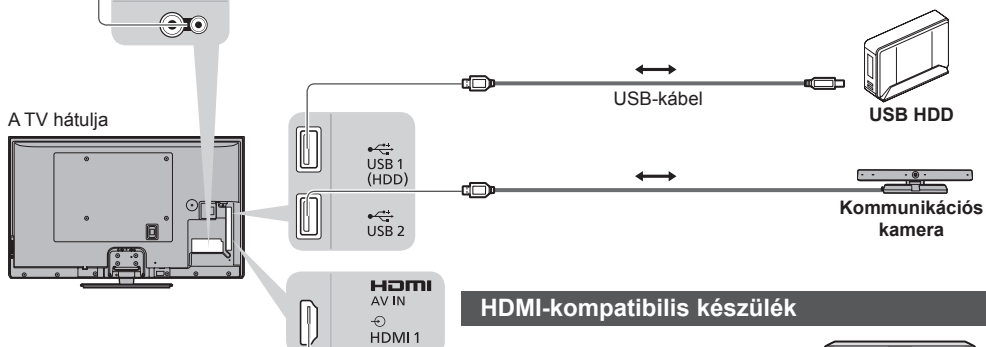 USB-kábel
USB HDD
A TV hátulja
USB 1
(HDD)
USB 2
Kommunikációs
kamera
HDMI
AV IN
HDMI 1
HDMI-kompatibilis készülék